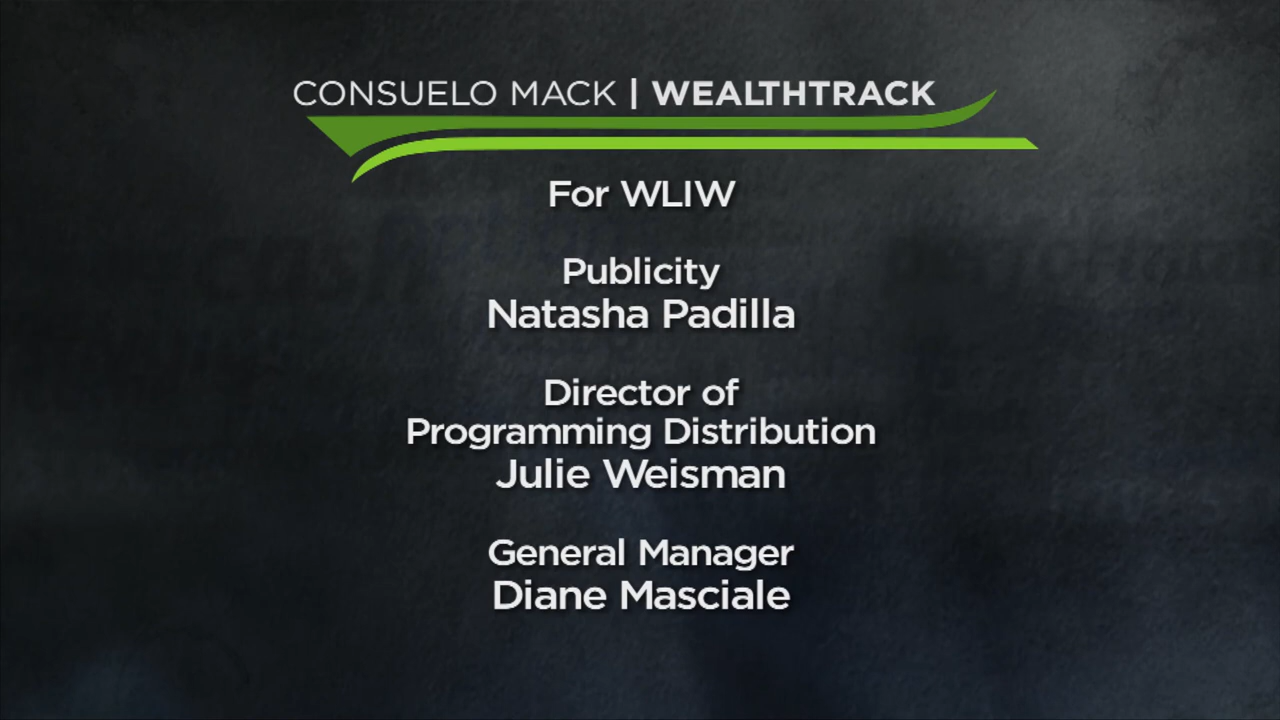 CONSUELO MACK | WEALTHTRACK
For WLIW
Publicity
Natasha Padilla
Director of
Programming Distribution
Julie Weisman
General Manager
Diane Masciale